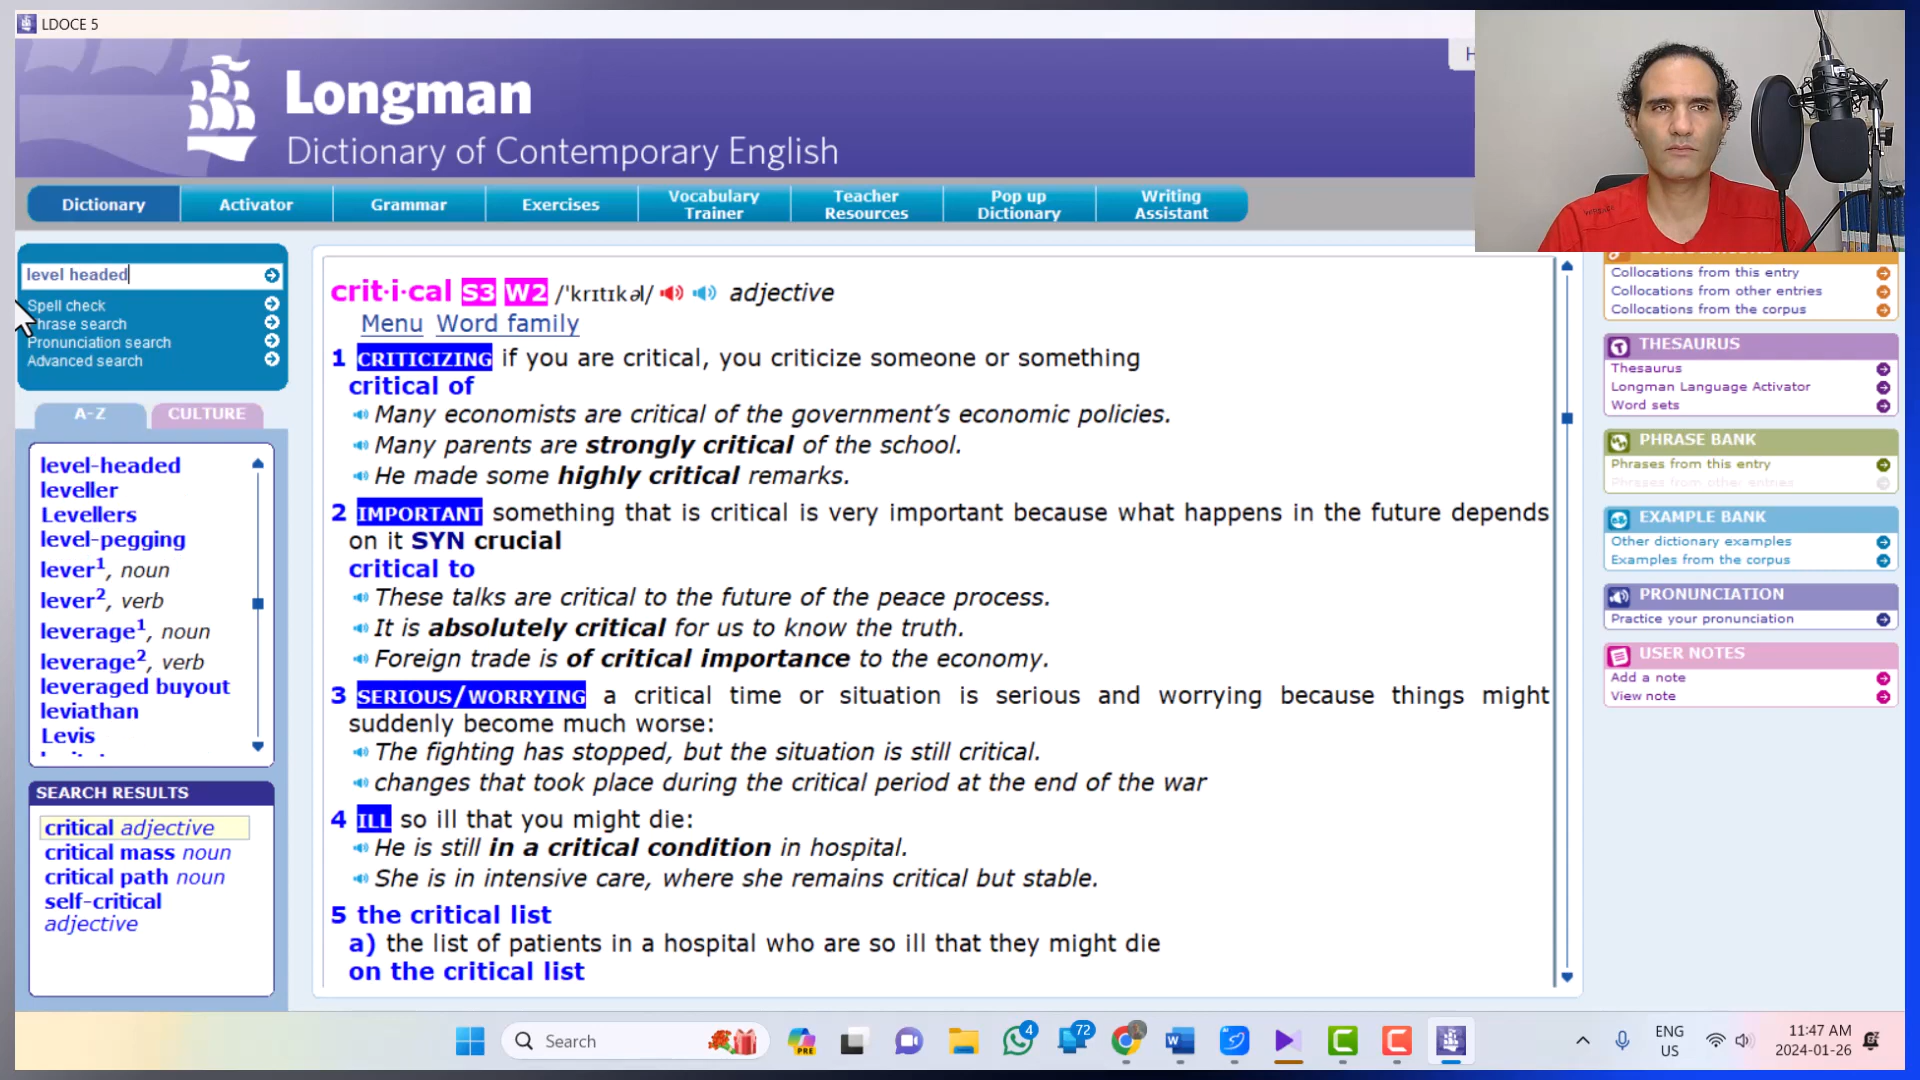 LDOCE 5
H
Longman
Dictionary of Contemporary English
Dictionary
Activator
Grammar
Exercises
Vocabulary
Trainer
Teacher
Resources
Pop up
Dictionary
Writing
Assistant
level headed
Spell check
hrase search
Pronunciation search
Advanced search
A-Z
CULTURE
level-headed
leveller
Levellers
level-pegging
lever1, noun
lever2, verb
leverage1, noun
leverage2, verb
leveraged buyout
leviathan
Levis
SEARCH RESULTS
critical adjective
critical mass noun
critical path noun
self-critical
adjective
crit·i·cal S3 W2 /ˈkrɪtɪkəl/ adjective
Menu Word family
1 CRITICIZING if you are critical, you criticize someone or something
critical of
Many economists are critical of the government’s economic policies.
Many parents are strongly critical of the school.
He made some highly critical remarks.
2 IMPORTANT something that is critical is very important because what happens in the future depends
on it SYN crucial
critical to
These talks are critical to the future of the peace process.
It is absolutely critical for us to know the truth.
Foreign trade is of critical importance to the economy.
3 SERIOUS/WORRYING a critical time or situation is serious and worrying because things might
suddenly become much worse:
The fighting has stopped, but the situation is still critical.
changes that took place during the critical period at the end of the war
4 ILL so ill that you might die:
He is still in a critical condition in hospital.
She is in intensive care, where she remains critical but stable.
5 the critical list
a) the list of patients in a hospital who are so ill that they might die
on the critical list
Collocations from this entry
Collocations from other entries
Collocations from the corpus
THESAURUS
Thesaurus
Longman Language Activator
Word sets
PHRASE BANK
Phrases from this entry
Phrases from other entries
EXAMPLE BANK
Other dictionary examples
Examples from the corpus
PRONUNCIATION
Practice your pronunciation
USER NOTES
Add a note
View note
Search
PRE
4
72
ENG
US
11:47 AM
2024-01-26